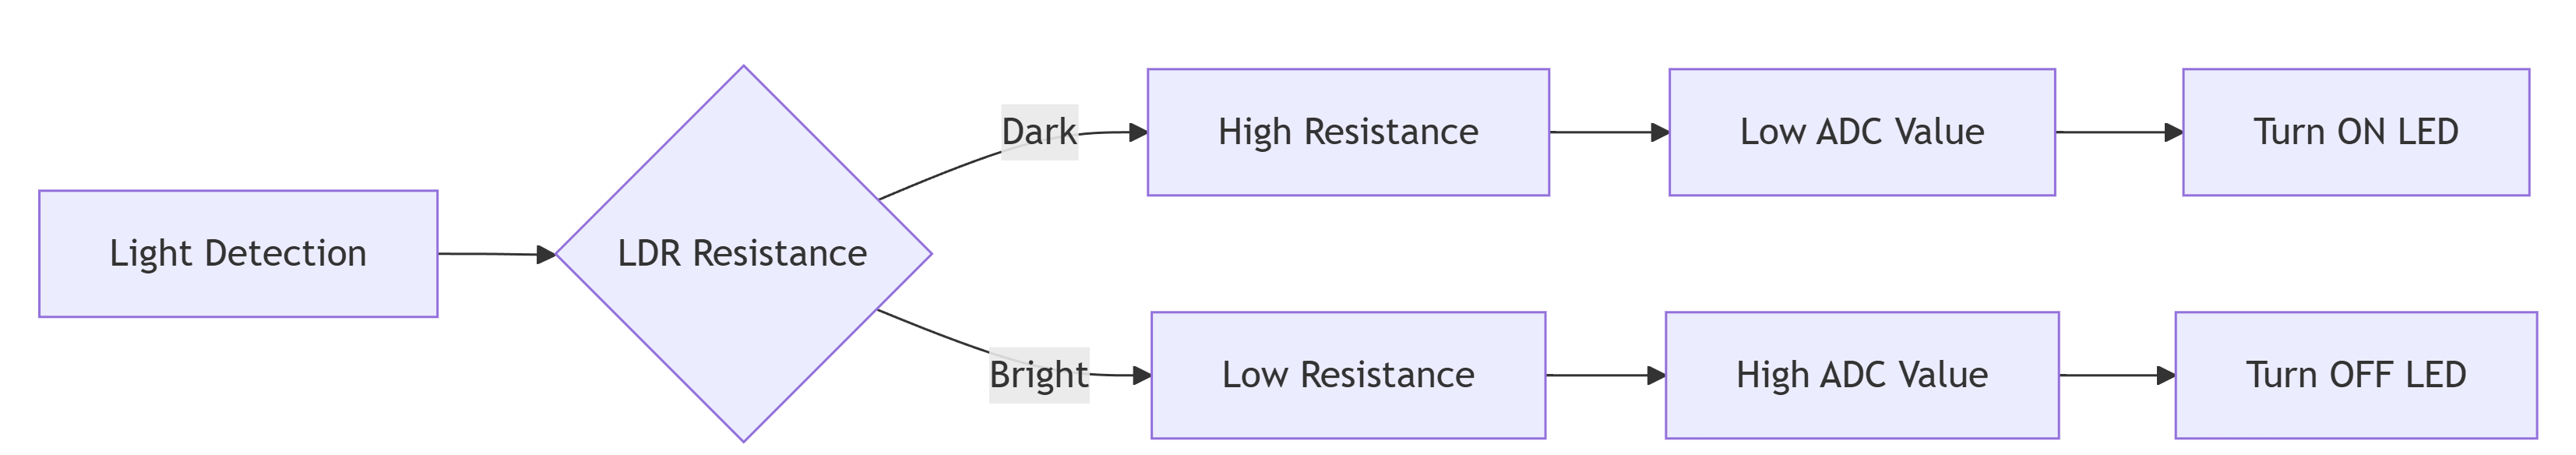 Light Detection
LDR Resistance
Dark
High Resistance
Low ADC Value
Turn ON LED
Bright
Low Resistance
High ADC Value
Turn OFF LED